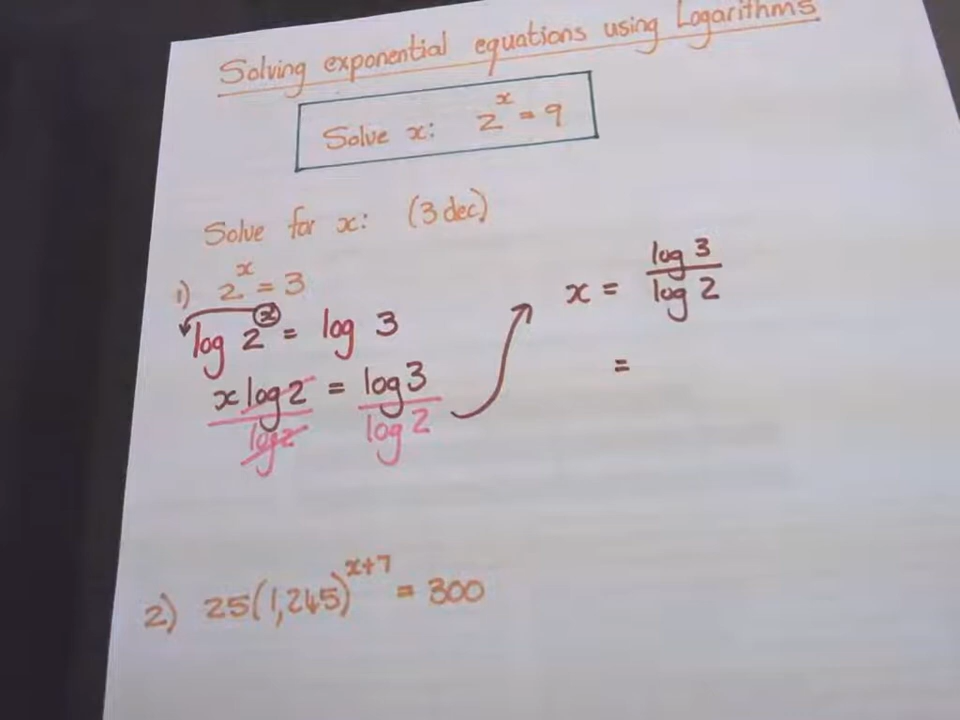 Solving exponential equations using Logarithms
Solve x: 2^x = 9
Solve for x: (3 dec)
1) 2^x = 3
log 2^x = log 3
x log 2 / log 2 = log 3 / log 2
x = log 3 / log 2
=
2) 25(1,245)^(x+7) = 300